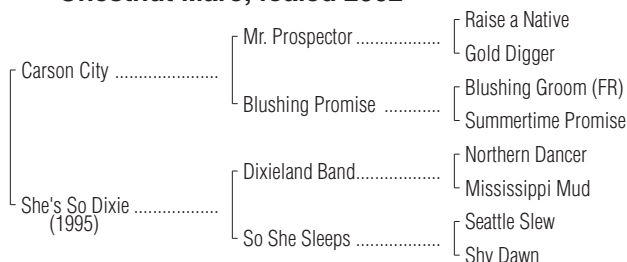 Chestnut Mare; foaled 2002
Raise a Native
Mr. Prospector ..................
Gold Digger
Carson City ......................
Blushing Groom (FR)
Blushing Promise ............
Summertime Promise
Northern Dancer
Dixieland Band..................
Mississippi Mud
She's So Dixie ..................
(1995)
Seattle Slew
So She Sleeps ..................
Shy Dawn